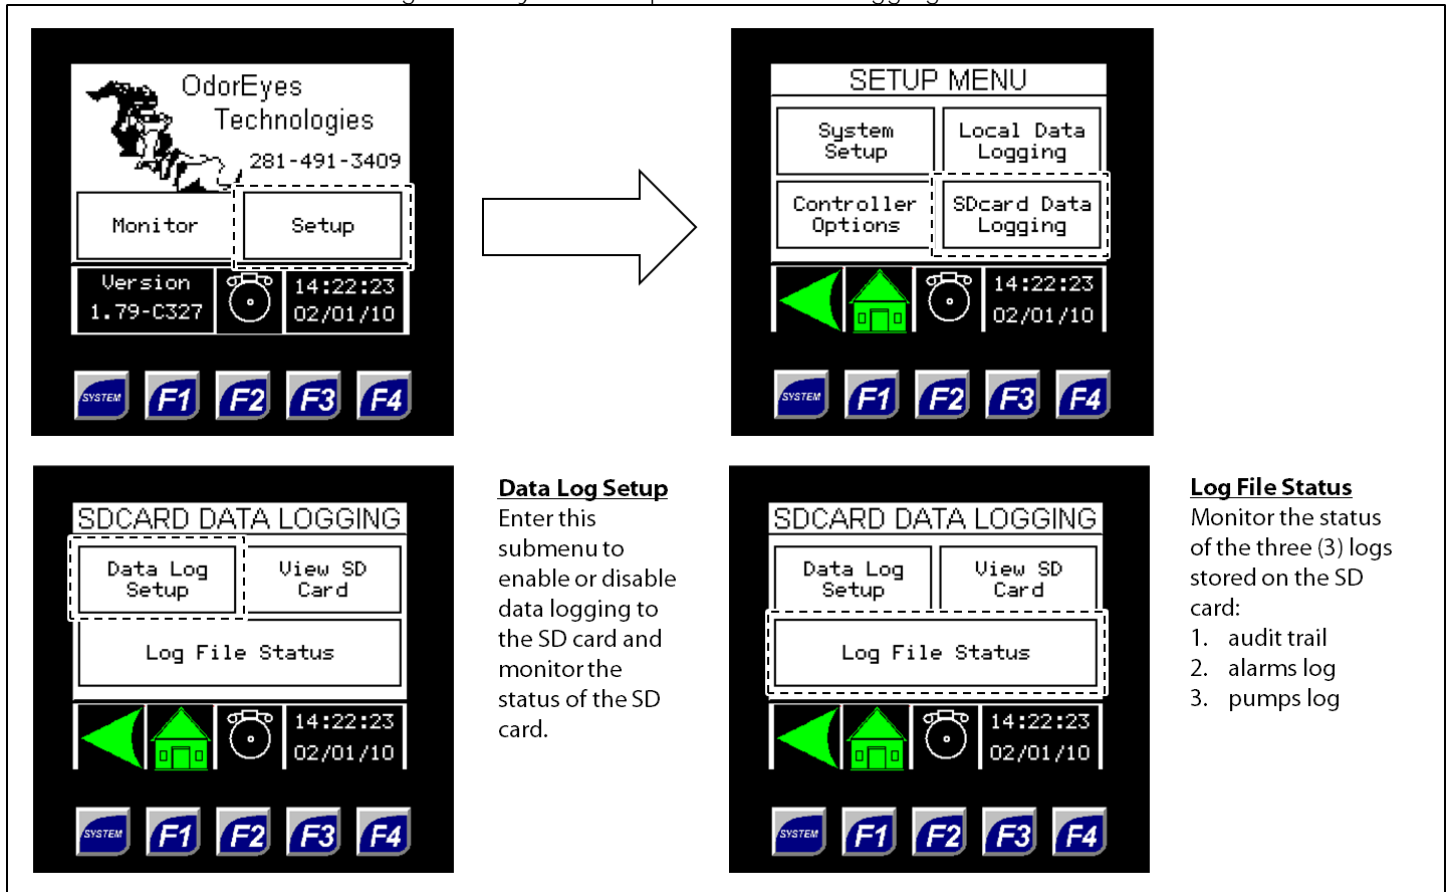 OdorEyes
Technologies
281-491-3409
Monitor
Setup
Version
1.79-C327
14:22:23
02/01/10
SYSTEM
F1
F2
F3
F4
SETUP MENU
System
Setup
Local Data
Logging
Controller
Options
SDcard Data
Logging
14:22:23
02/01/10
SYSTEM
F1
F2
F3
F4
SDCARD DATA LOGGING
Data Log
Setup
View SD
Card
Log File Status
14:22:23
02/01/10
SYSTEM
F1
F2
F3
F4
Data Log Setup
Enter this
submenu to
enable or disable
data logging to
the SD card and
monitor the
status of the SD
card.
SDCARD DATA LOGGING
Data Log
Setup
View SD
Card
Log File Status
14:22:23
02/01/10
SYSTEM
F1
F2
F3
F4
Log File Status
Monitor the status
of the three (3) logs
stored on the SD
card:
1. audit trail
2. alarms log
3. pumps log